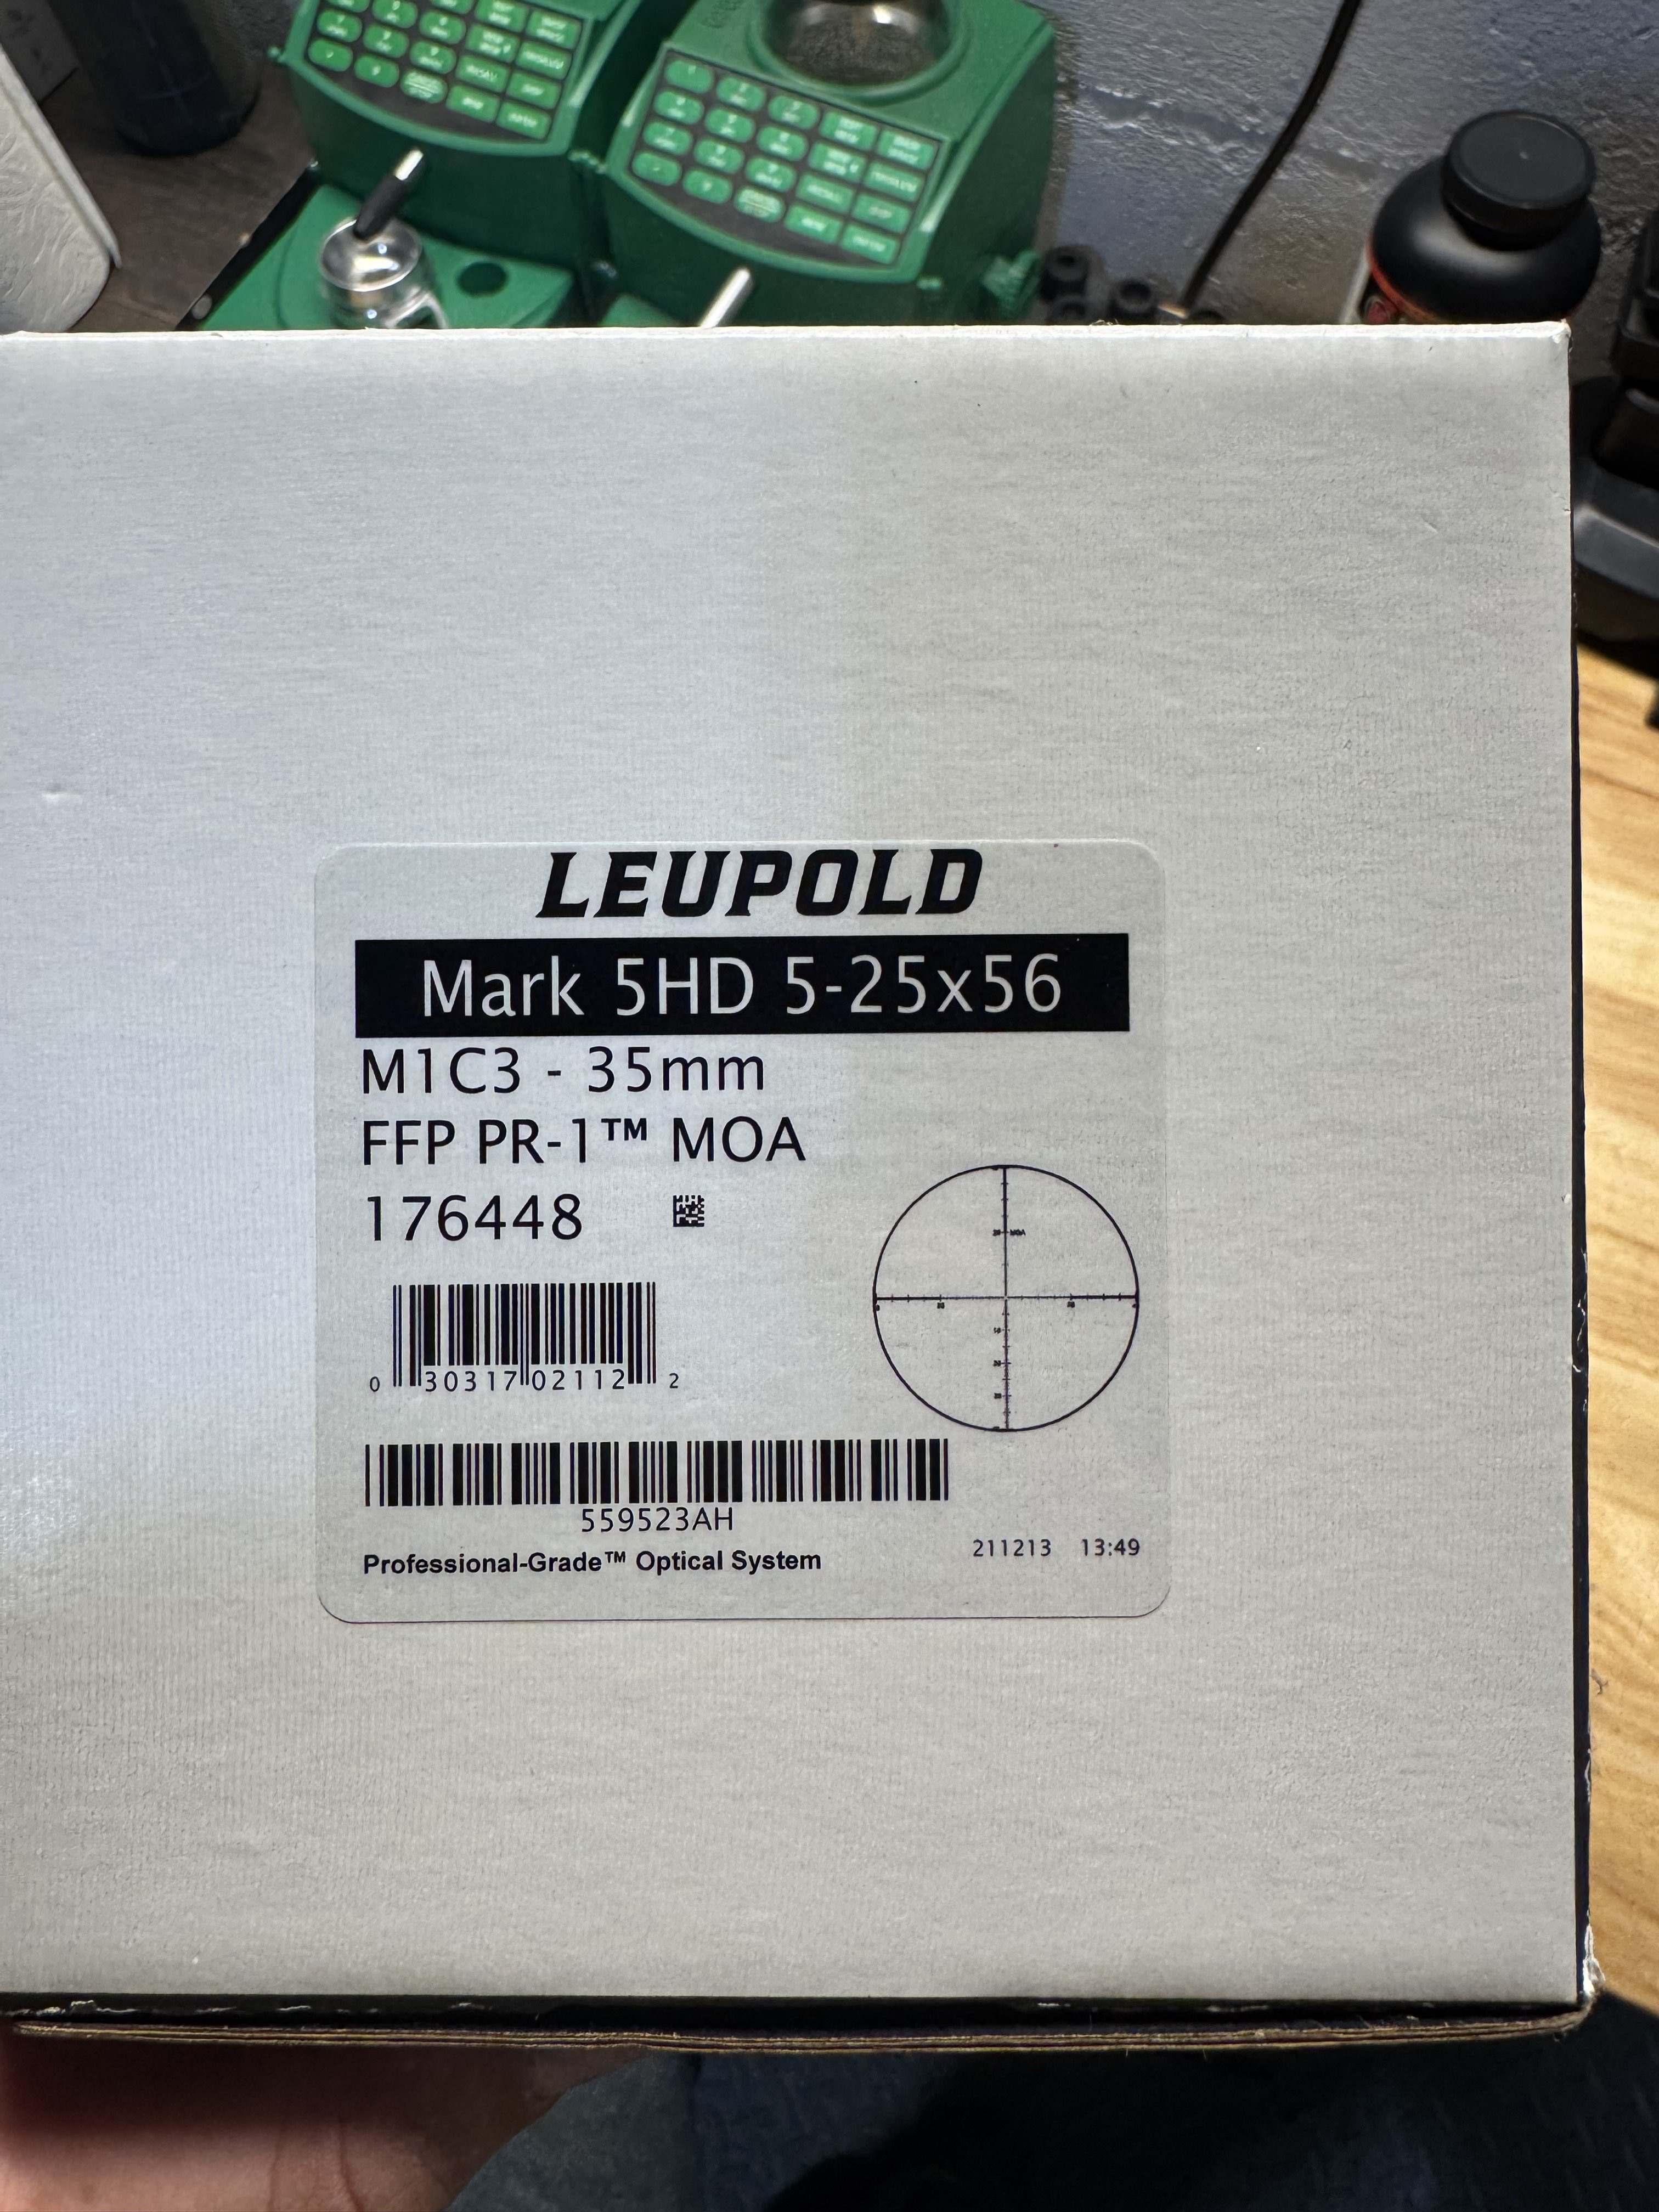 LEUPOLD
Mark 5HD 5-25x56
M1C3 - 35mm
FFP PR-1™ MOA
176448
MOA
0 30317 02112 2
559523AH
Professional-Grade™ Optical System
211213 13:49